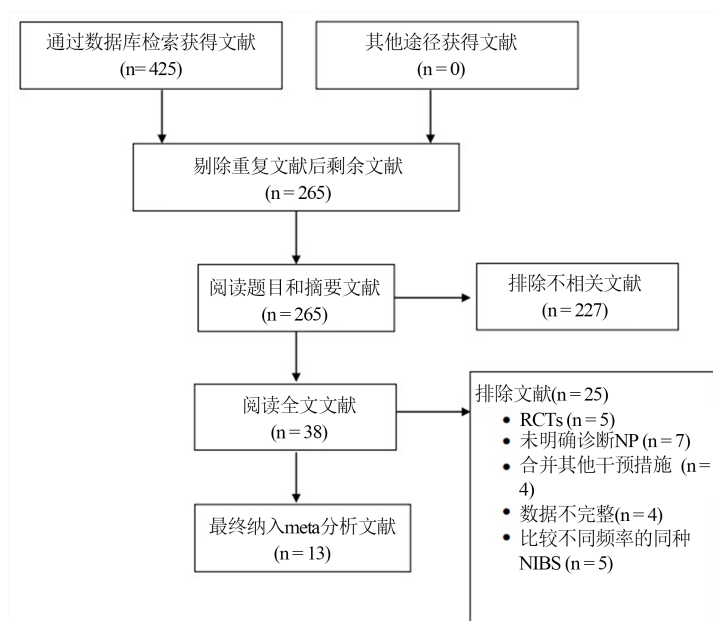 通过数据库检索获得文献
(n= 425)
其他途径获得文献
(n = 0)
剔除重复文献后剩余文献
(n = 265)
阅读题目和摘要文献
(n = 265)
排除不相关文献
(n = 227)
阅读全文文献
(n = 38)
排除文献(n = 25)
• RCTs (n = 5)
• 未明确诊断NP (n = 7)
• 合并其他干预措施 (n =
4)
• 数据不完整(n = 4)
• 比较不同频率的同种
NIBS (n = 5)
最终纳入meta分析文献
(n = 13)